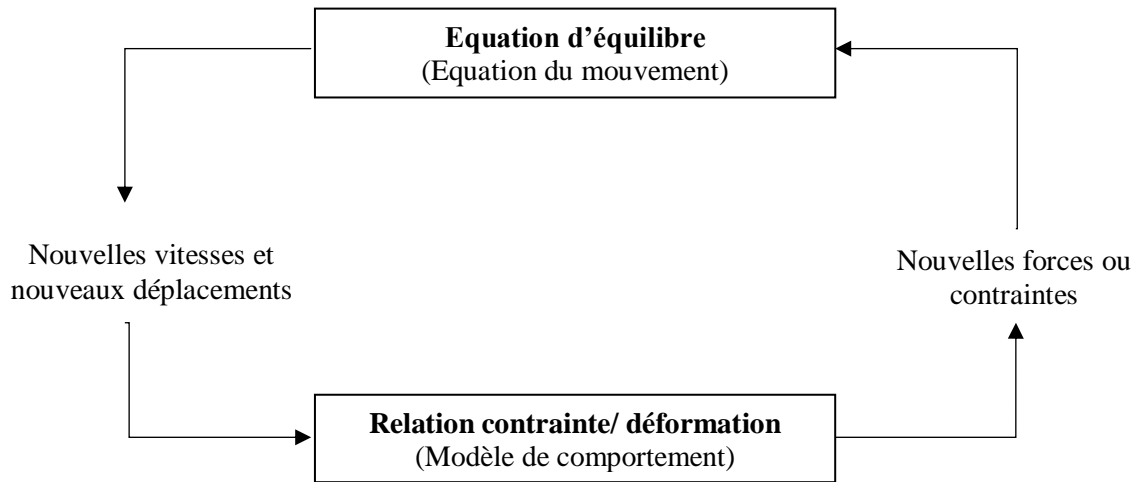 Equation d’équilibre
(Equation du mouvement)
Nouvelles vitesses et
nouveaux déplacements
Nouvelles forces ou
contraintes
Relation contrainte/ déformation
(Modèle de comportement)